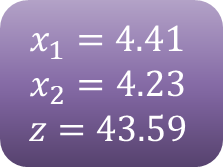 x₁ = 4.41
x₂ = 4.23
z = 43.59